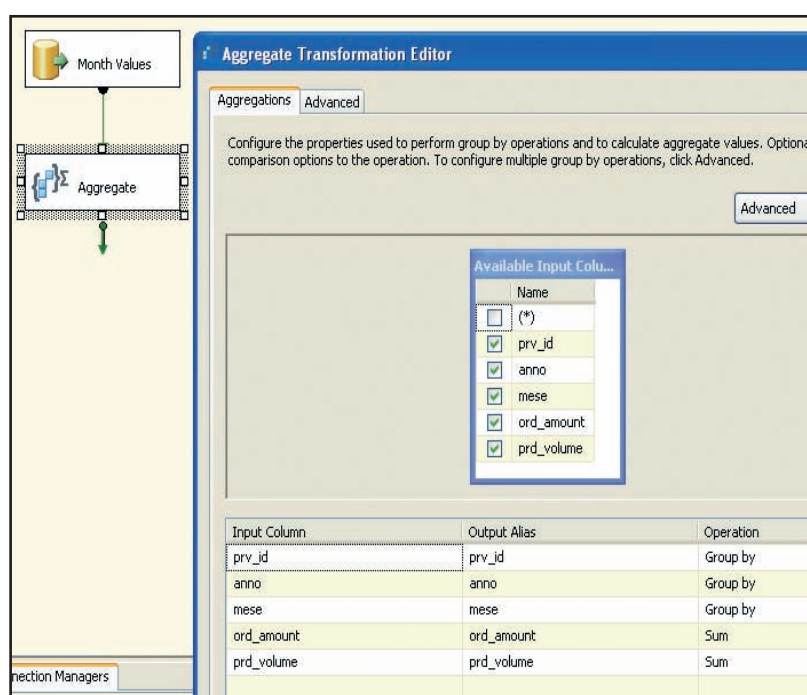 Month Values
Aggregate
nection Managers
Aggregate Transformation Editor
Aggregations Advanced
Configure the properties used to perform group by operations and to calculate aggregate values. Optiona
comparison options to the operation. To configure multiple group by operations, click Advanced.
Advanced
Available Input Colu...
Name
(*)
prv_id
anno
mese
ord_amount
prd_volume
Input Column Output Alias Operation
prv_id prv_id Group by
anno anno Group by
mese mese Group by
ord_amount ord_amount Sum
prd_volume prd_volume Sum